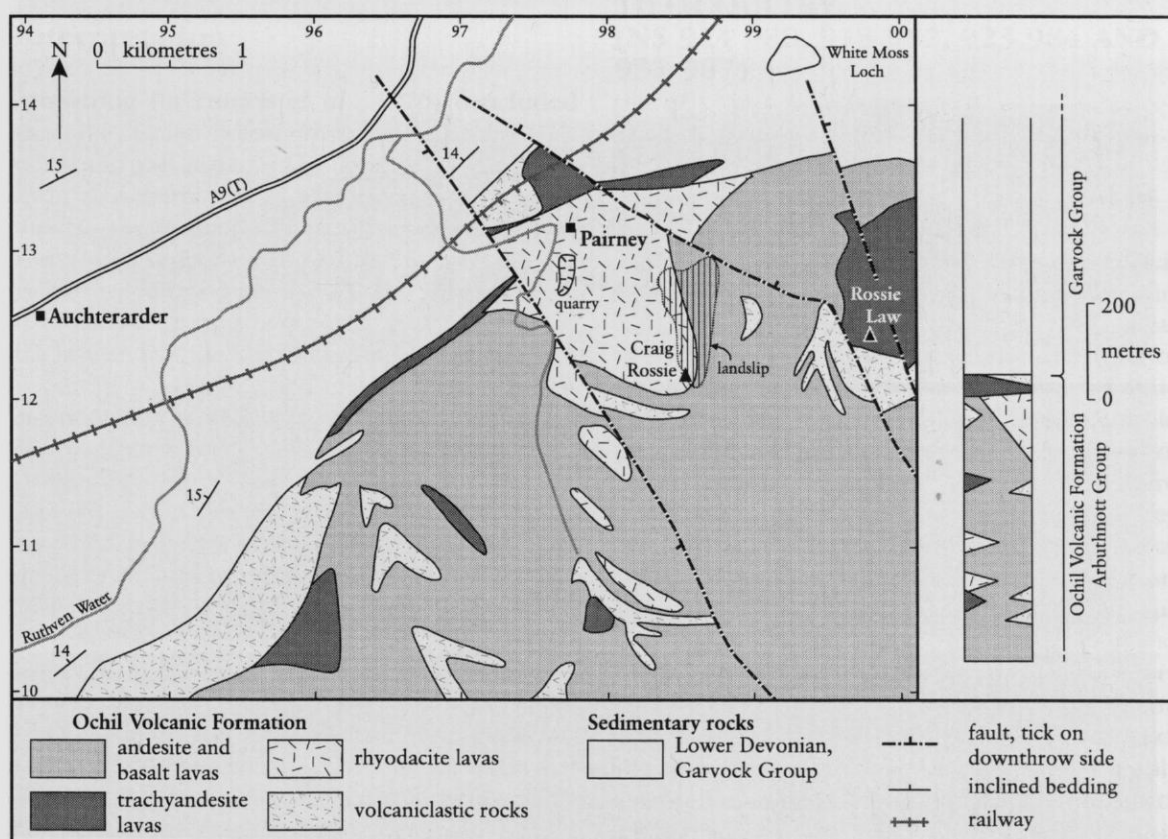 94 95 96 97 98 99 00
N 0 kilometres 1
White Moss
Loch
14
15
14
A9(T)
13
Pairney
quarry
Auchterarder
Rossie
Law
Craig
Rossie
landslip
12
15
11
Ruthven Water
14
10
Garvock Group
200
metres
0
Ochil Volcanic Formation
Arbuthnott Group
Ochil Volcanic Formation
andesite and
basalt lavas
rhyodacite lavas
trachyandesite
lavas
volcaniclastic rocks
Sedimentary rocks
Lower Devonian,
Garvock Group
fault, tick on
downthrow side
inclined bedding
railway